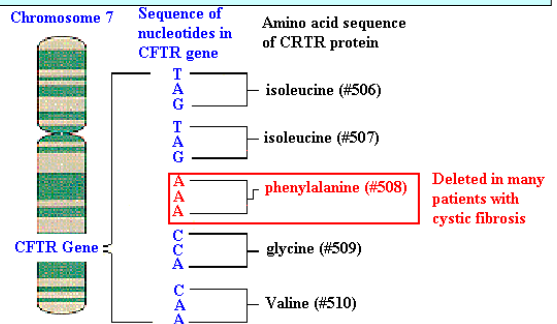 Chromosome 7
Sequence of
nucleotides in
CFTR gene
Amino acid sequence
of CRTR protein
T
A
G
isoleucine (#506)
T
A
G
isoleucine (#507)
A
A
A
phenylalanine (#508)
Deleted in many
patients with
cystic fibrosis
CFTR Gene
C
C
A
glycine (#509)
C
A
A
Valine (#510)